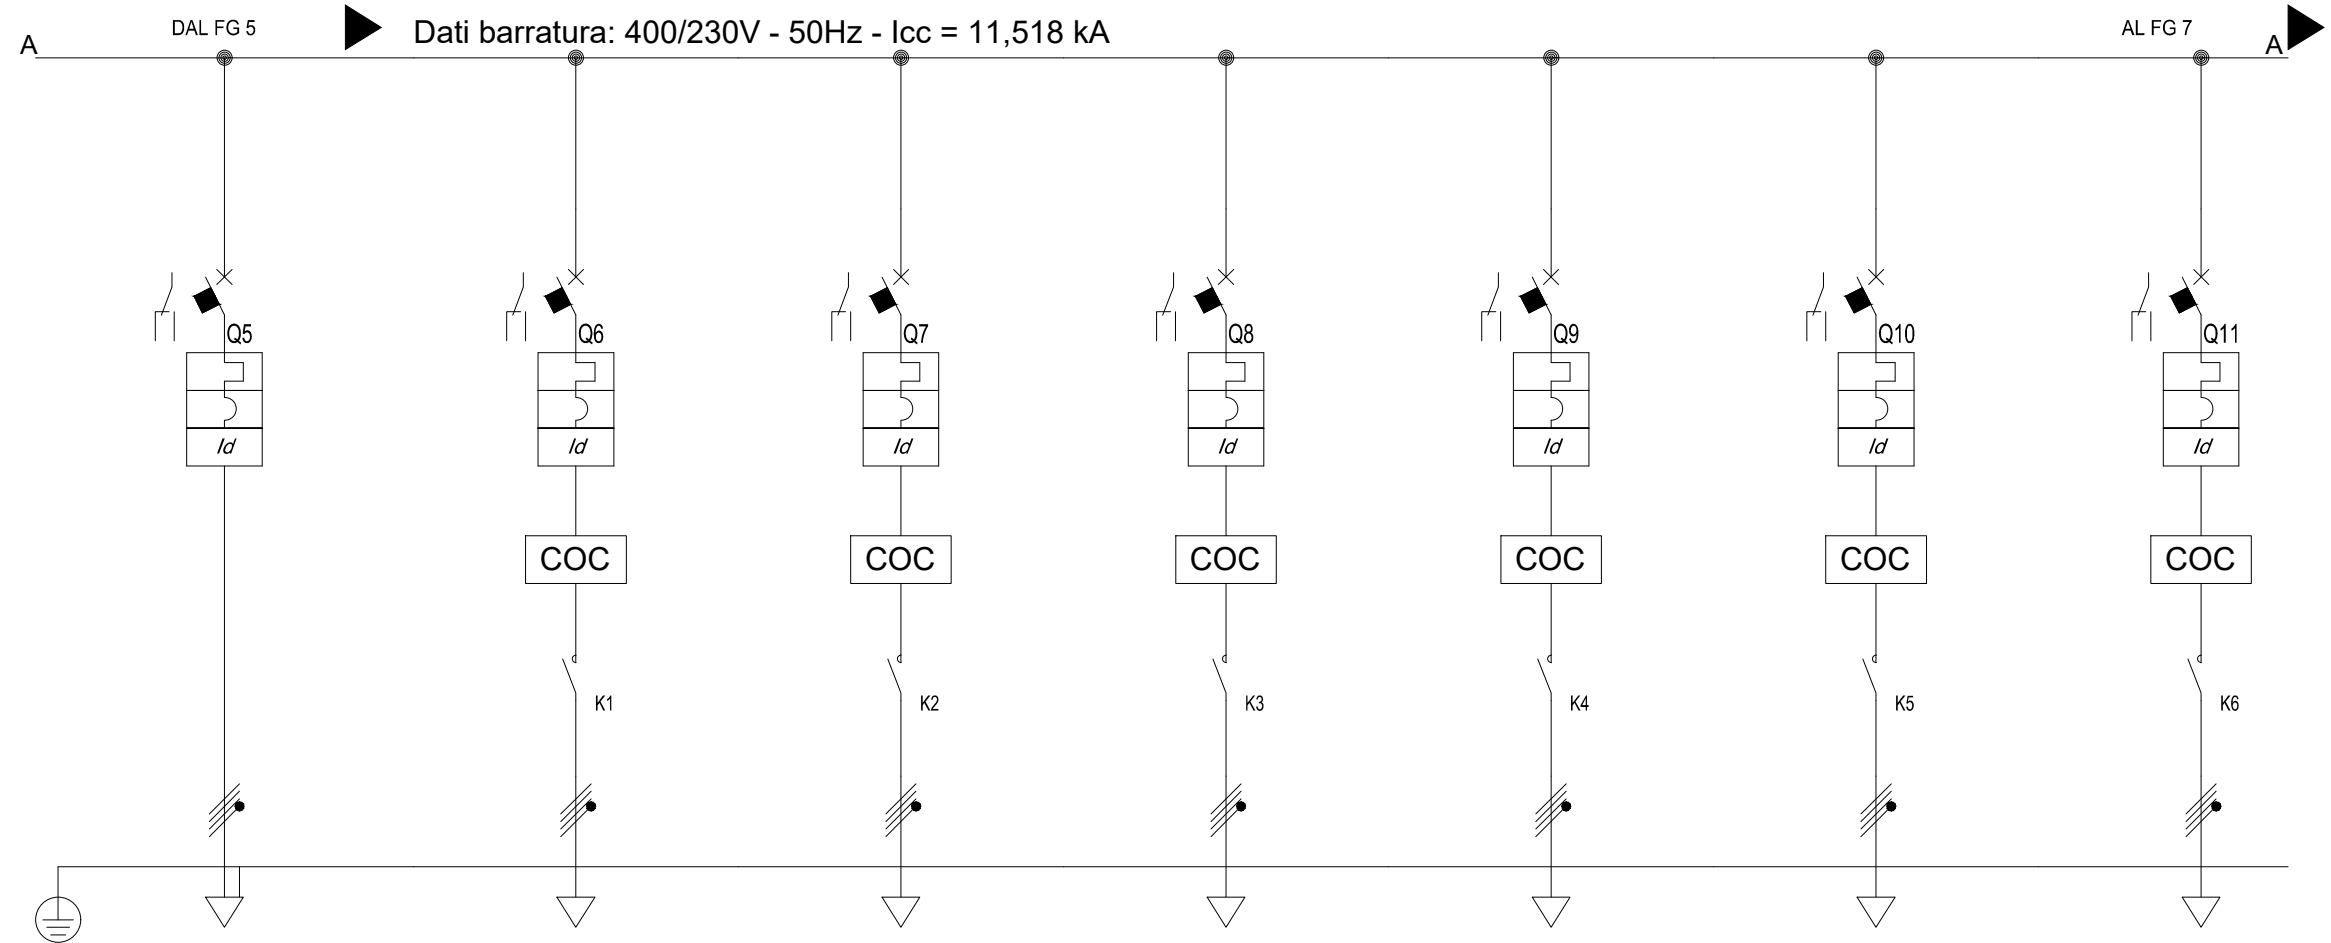 DAL FG 5
Dati barratura: 400/230V - 50Hz - Icc = 11,518 kA
AL FG 7
A
A
Q5
Q6
Q7
Q8
Q9
Q10
Q11
Id
Id
Id
Id
Id
Id
Id
COC
COC
COC
COC
COC
COC
K1
K2
K3
K4
K5
K6